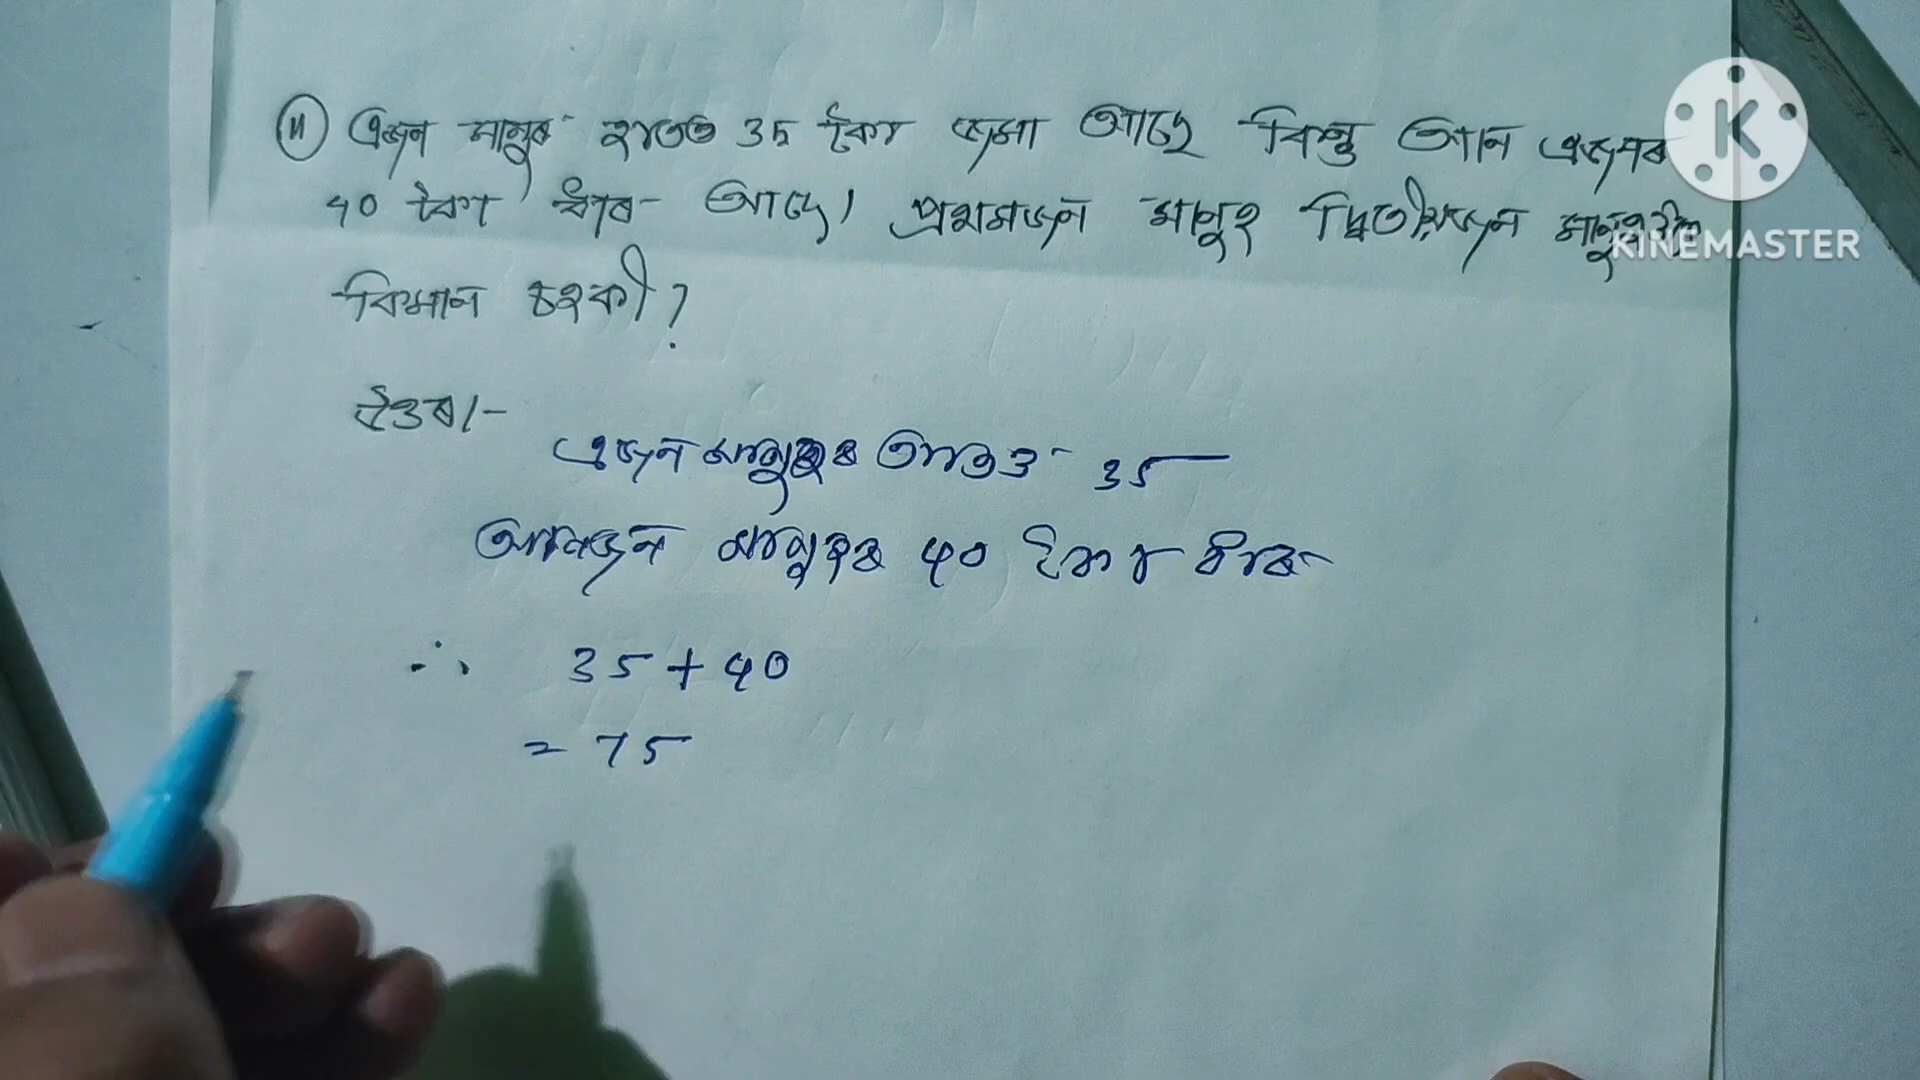 (11) এজন মানুহৰ হাতত 35 টকা জমা আছে কিন্তু আন এজনৰ
40 টকা ধাৰ আছে। প্ৰথমজন মানুহ দ্বিতীয়জন মানুহতকৈ
কিমান চহকী?
উত্তৰঃ-
এজন মানুহৰ হাতত 35
আনজন মানুহৰ 40 টকা ধাৰ
∴ 35 + 40
= 75
K
KINEMASTER